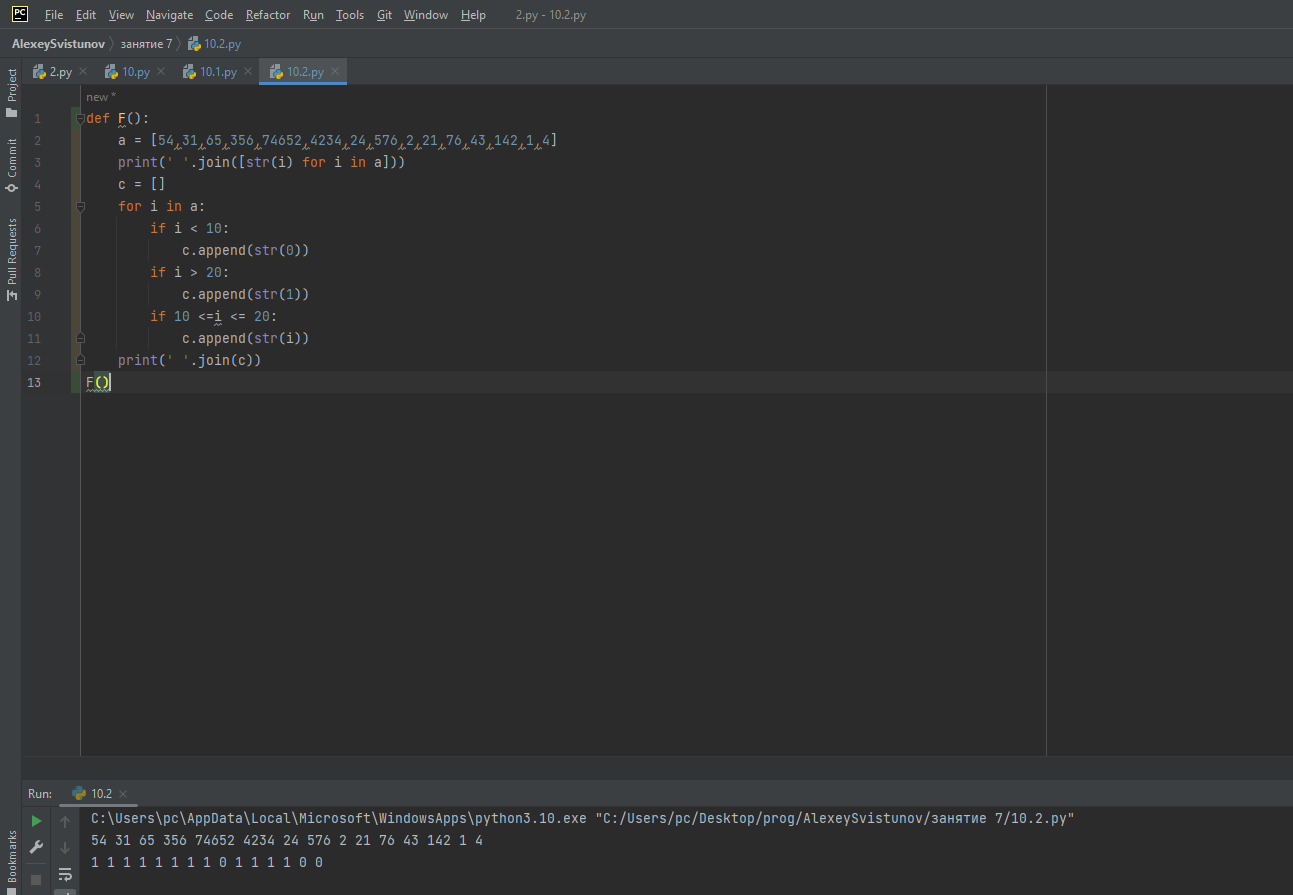 PC File Edit View Navigate Code Refactor Run Tools Git Window Help 2.py - 10.2.py
AlexeySvistunov занятие 7 10.2.py
2.py 10.py 10.1.py 10.2.py
Project
Commit
Pull Requests
new *
1 def F():
2 a = [54,31,65,356,74652,4234,24,576,2,21,76,43,142,1,4]
3 print(' '.join([str(i) for i in a]))
4 c = []
5 for i in a:
6 if i < 10:
7 c.append(str(0))
8 if i > 20:
9 c.append(str(1))
10 if 10 <=i <= 20:
11 c.append(str(i))
12 print(' '.join(c))
13 F()
Run: 10.2
Bookmarks
C:\Users\pc\AppData\Local\Microsoft\WindowsApps\python3.10.exe "C:/Users/pc/Desktop/prog/AlexeySvistunov/занятие 7/10.2.py"
54 31 65 356 74652 4234 24 576 2 21 76 43 142 1 4
1 1 1 1 1 1 1 1 0 1 1 1 1 0 0